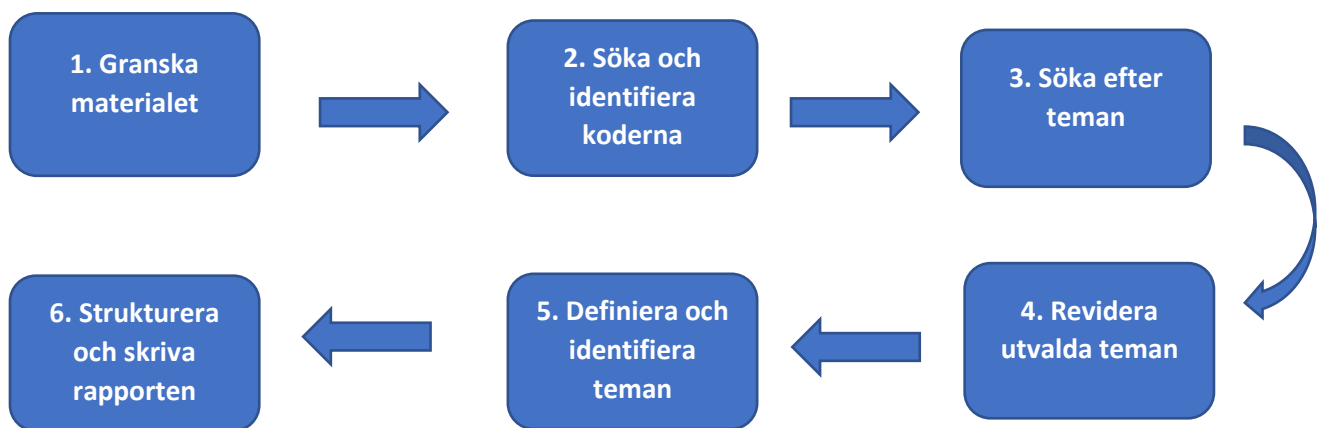 1. Granska
materialet
2. Söka och
identifiera
koderna
3. Söka efter
teman
4. Revidera
utvalda teman
5. Definiera och
identifiera
teman
6. Strukturera
och skriva
rapporten